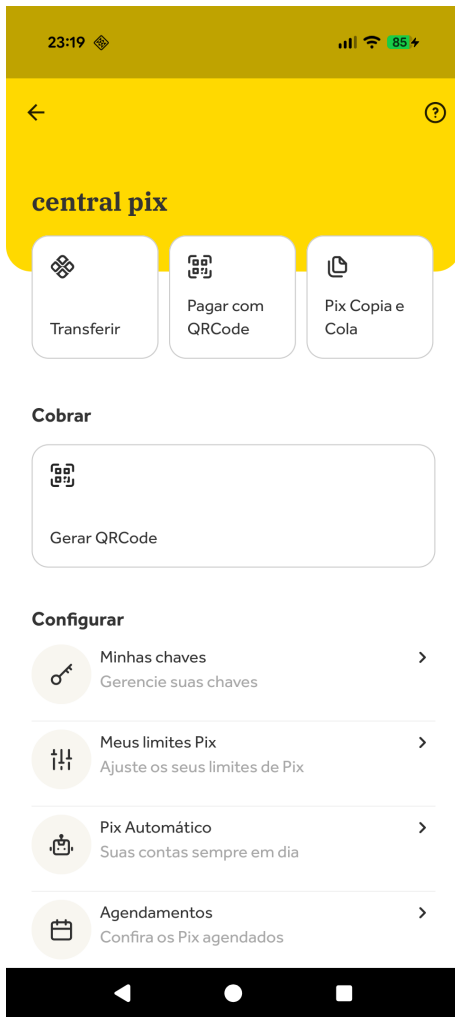 23:19
85
central pix
Transferir
Pagar com
QRCode
Pix Copia e
Cola
Cobrar
Gerar QRCode
Configurar
Minhas chaves
Gerencie suas chaves
Meus limites Pix
Ajuste os seus limites de Pix
Pix Automático
Suas contas sempre em dia
Agendamentos
Confira os Pix agendados